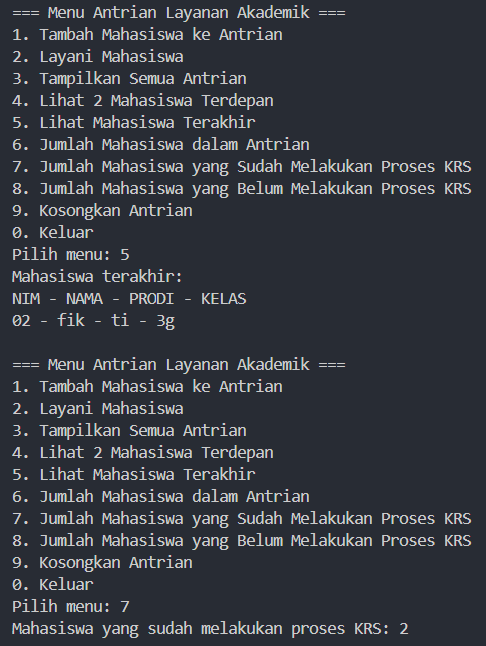 === Menu Antrian Layanan Akademik ===
1. Tambah Mahasiswa ke Antrian
2. Layani Mahasiswa
3. Tampilkan Semua Antrian
4. Lihat 2 Mahasiswa Terdepan
5. Lihat Mahasiswa Terakhir
6. Jumlah Mahasiswa dalam Antrian
7. Jumlah Mahasiswa yang Sudah Melakukan Proses KRS
8. Jumlah Mahasiswa yang Belum Melakukan Proses KRS
9. Kosongkan Antrian
0. Keluar
Pilih menu: 5
Mahasiswa terakhir:
NIM - NAMA - PRODI - KELAS
02 - fik - ti - 3g

=== Menu Antrian Layanan Akademik ===
1. Tambah Mahasiswa ke Antrian
2. Layani Mahasiswa
3. Tampilkan Semua Antrian
4. Lihat 2 Mahasiswa Terdepan
5. Lihat Mahasiswa Terakhir
6. Jumlah Mahasiswa dalam Antrian
7. Jumlah Mahasiswa yang Sudah Melakukan Proses KRS
8. Jumlah Mahasiswa yang Belum Melakukan Proses KRS
9. Kosongkan Antrian
0. Keluar
Pilih menu: 7
Mahasiswa yang sudah melakukan proses KRS: 2